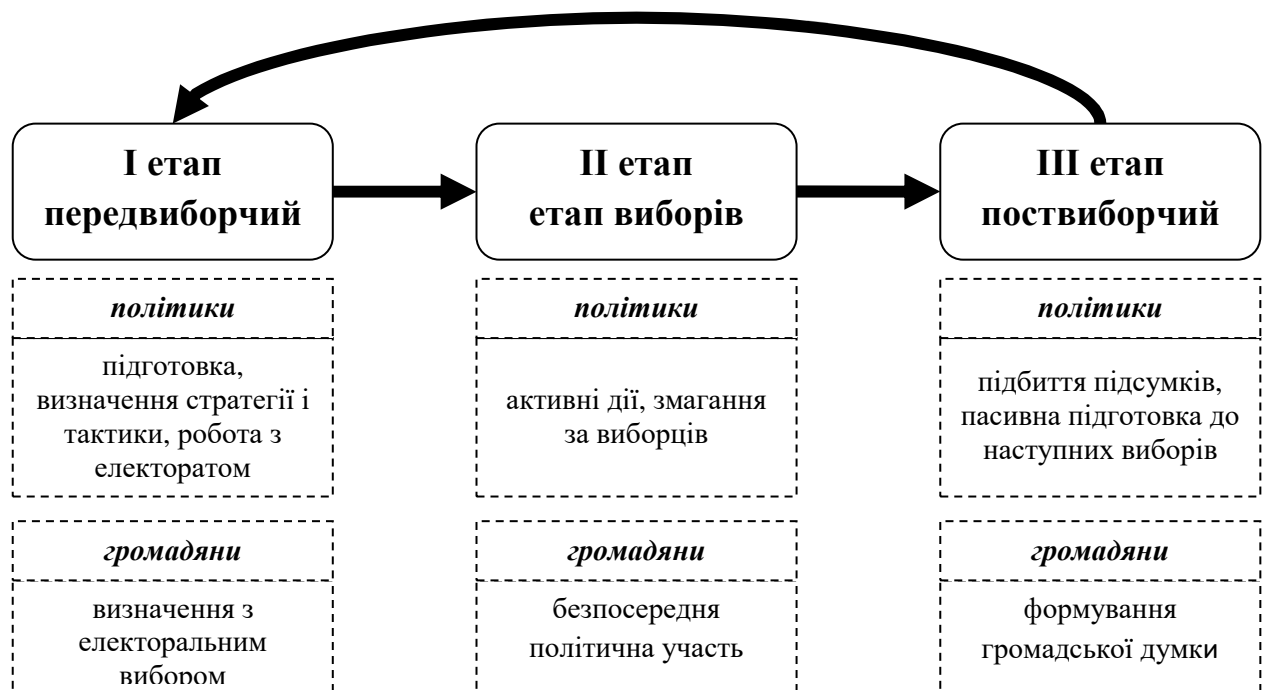 І етап
передвиборчий
ІІ етап
етап виборів
ІІІ етап
поствиборчий
політики
підготовка,
визначення стратегії і
тактики, робота з
електоратом
політики
активні дії, змагання
за виборців
політики
підбиття підсумків,
пасивна підготовка до
наступних виборів
громадяни
визначення з
електоральним
вибором
громадяни
безпосередня
політична участь
громадяни
формування
громадської думки